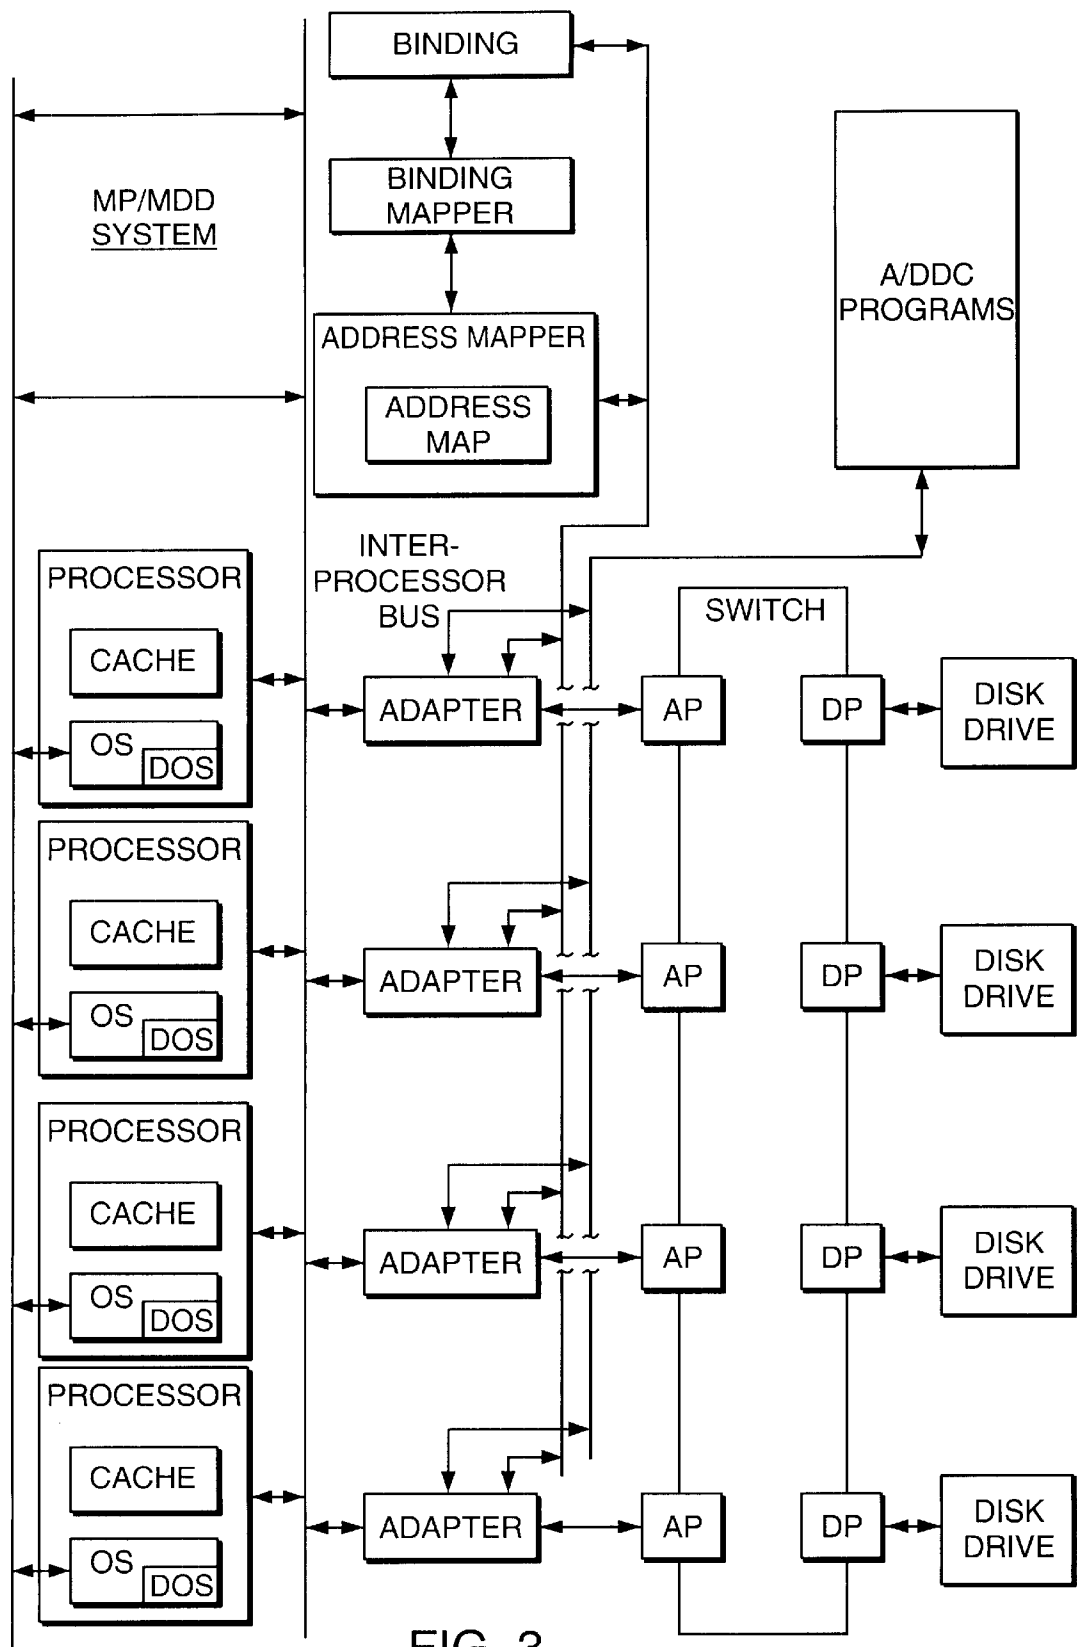 BINDING
BINDING
MAPPER
MP/MDD
SYSTEM
A/DDC
PROGRAMS
ADDRESS MAPPER
ADDRESS
MAP
INTER-
PROCESSOR
BUS
SWITCH
PROCESSOR
CACHE
OS
DOS
ADAPTER
AP
DP
DISK
DRIVE
PROCESSOR
CACHE
OS
DOS
ADAPTER
AP
DP
DISK
DRIVE
PROCESSOR
CACHE
OS
DOS
ADAPTER
AP
DP
DISK
DRIVE
PROCESSOR
CACHE
OS
DOS
ADAPTER
AP
DP
DISK
DRIVE
FIG. 3